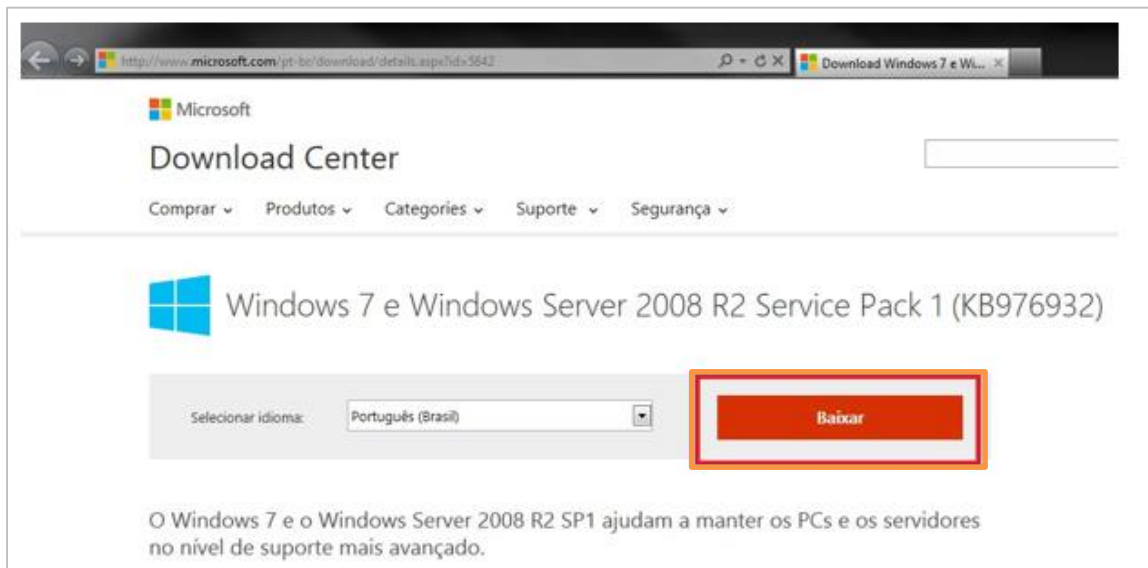 http://www.microsoft.com/pt-br/download/details.aspx?id=5842
Download Windows 7 e Wi...
Microsoft
Download Center
Comprar Produtos Categories Suporte Segurança
Windows 7 e Windows Server 2008 R2 Service Pack 1 (KB976932)
Selecionar idioma: Português (Brasil) Baixar
O Windows 7 e o Windows Server 2008 R2 SP1 ajudam a manter os PCs e os servidores
no nível de suporte mais avançado.